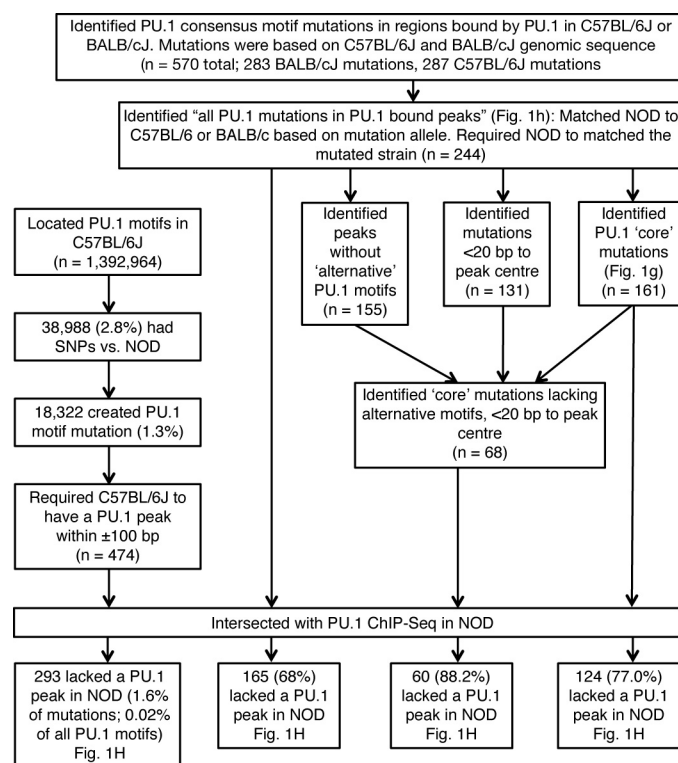 Identified PU.1 consensus motif mutations in regions bound by PU.1 in C57BL/6J or
BALB/cJ. Mutations were based on C57BL/6J and BALB/cJ genomic sequence
(n = 570 total; 283 BALB/cJ mutations, 287 C57BL/6J mutations
Identified “all PU.1 mutations in PU.1 bound peaks” (Fig. 1h): Matched NOD to
C57BL/6 or BALB/c based on mutation allele. Required NOD to matched the
mutated strain (n = 244)
Located PU.1 motifs in
C57BL/6J
(n = 1,392,964)
38,988 (2.8%) had
SNPs vs. NOD
18,322 created PU.1
motif mutation (1.3%)
Required C57BL/6J to
have a PU.1 peak
within ±100 bp
(n = 474)
Identified
peaks
without
‘alternative’
PU.1 motifs
(n = 155)
Identified
mutations
<20 bp to
peak centre
(n = 131)
Identified
PU.1 ‘core’
mutations
(Fig. 1g)
(n = 161)
Identified ‘core’ mutations lacking
alternative motifs, <20 bp to peak
centre
(n = 68)
Intersected with PU.1 ChIP-Seq in NOD
293 lacked a PU.1
peak in NOD (1.6%
of mutations; 0.02%
of all PU.1 motifs)
Fig. 1H
165 (68%)
lacked a PU.1
peak in NOD
Fig. 1H
60 (88.2%)
lacked a PU.1
peak in NOD
Fig. 1H
124 (77.0%)
lacked a PU.1
peak in NOD
Fig. 1H